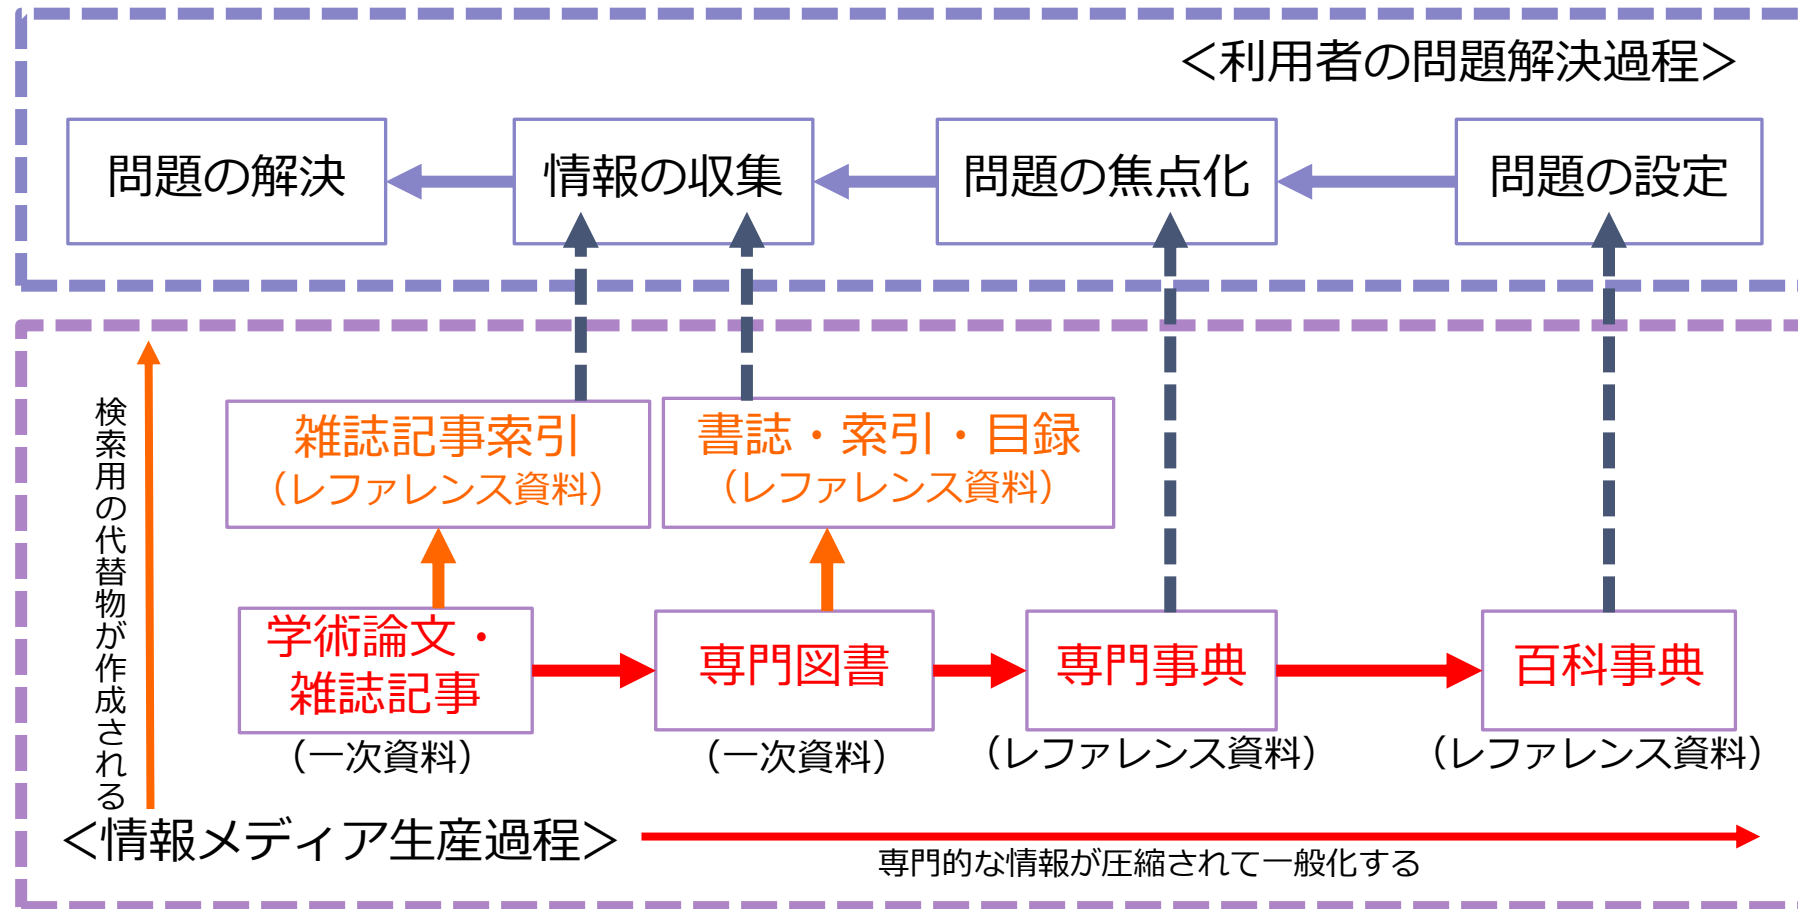 ＜利用者の問題解決過程＞
問題の解決
情報の収集
問題の焦点化
問題の設定
検索用の代替物が作成される
雑誌記事索引
（レファレンス資料）
書誌・索引・目録
（レファレンス資料）
学術論文・
雑誌記事
（一次資料）
専門図書
（一次資料）
専門事典
（レファレンス資料）
百科事典
（レファレンス資料）
＜情報メディア生産過程＞
専門的な情報が圧縮されて一般化する